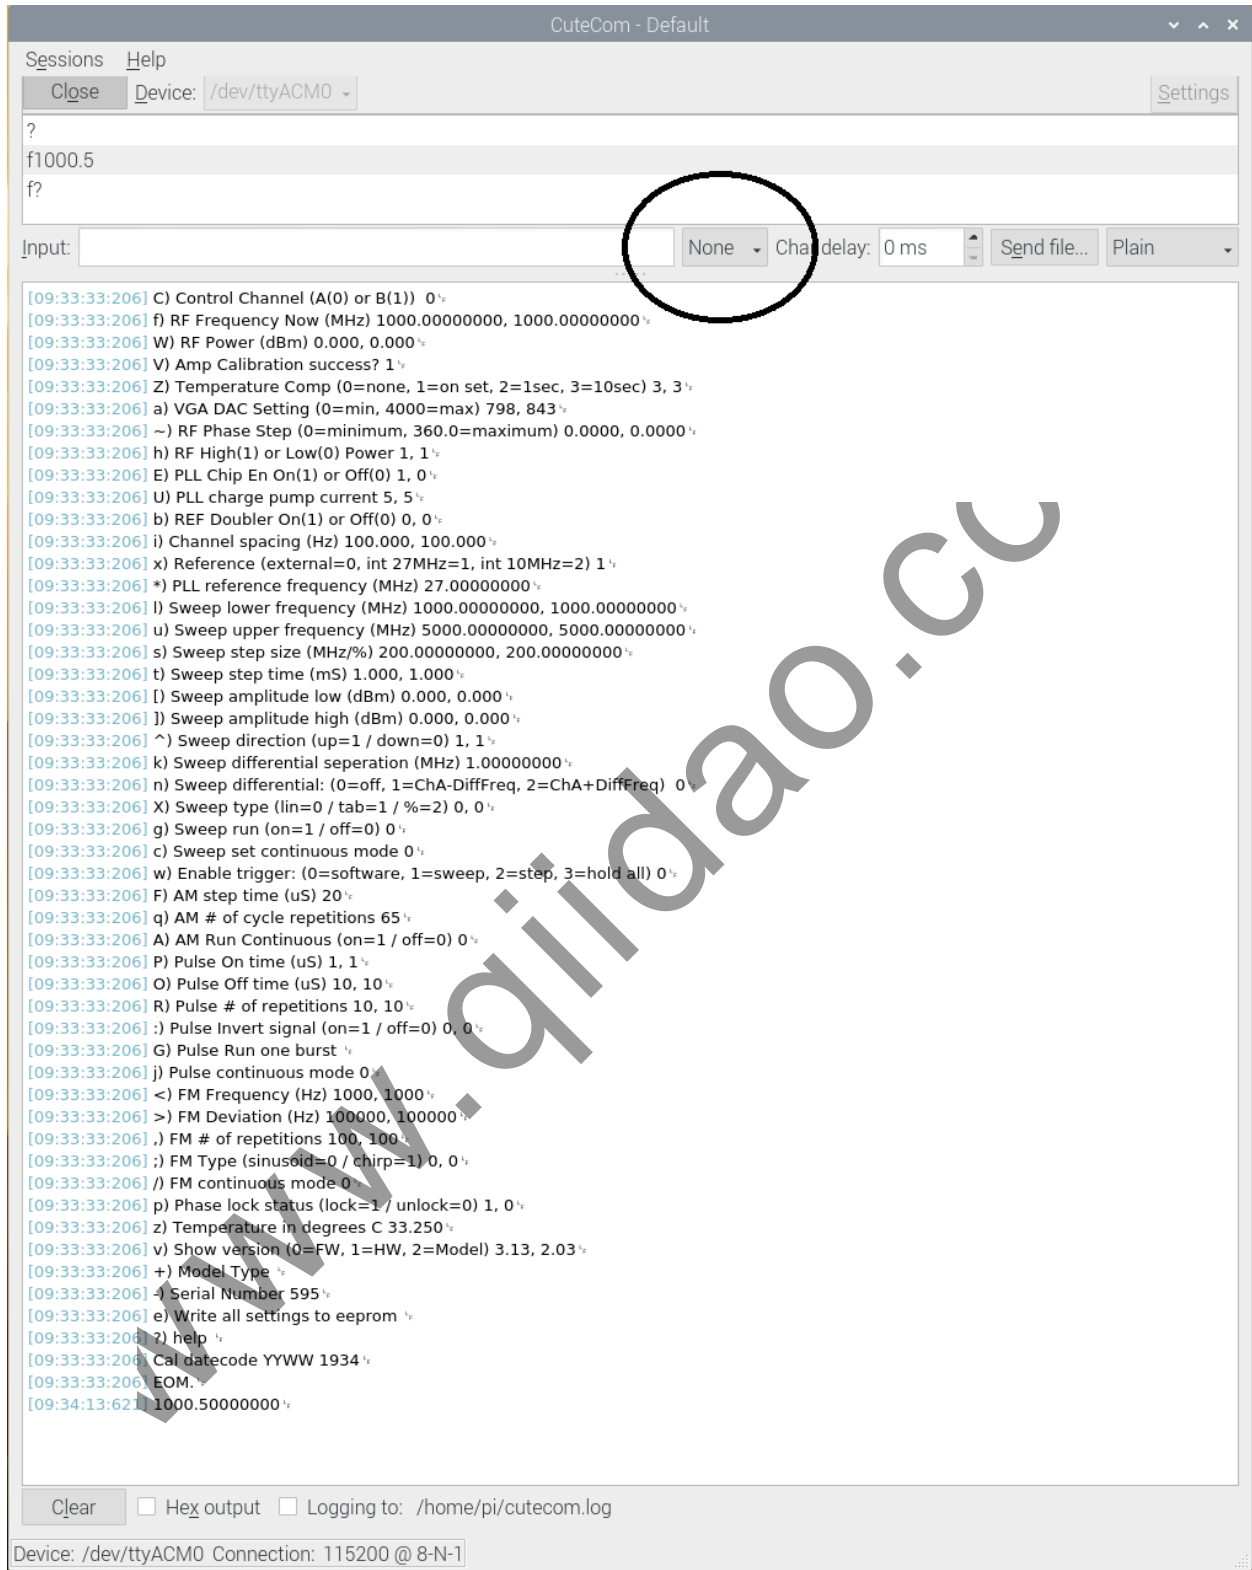 CuteCom - Default
Sessions Help
Close Device: /dev/ttyACM0 Settings
?
f1000.5
f?
Input: None Char delay: 0 ms Send file... Plain
[09:33:33:206] C) Control Channel (A(0) or B(1))  0
[09:33:33:206] f) RF Frequency Now (MHz) 1000.00000000, 1000.00000000
[09:33:33:206] W) RF Power (dBm) 0.000, 0.000
[09:33:33:206] V) Amp Calibration success? 1
[09:33:33:206] Z) Temperature Comp (0=none, 1=on set, 2=1sec, 3=10sec) 3, 3
[09:33:33:206] a) VGA DAC Setting (0=min, 4000=max) 798, 843
[09:33:33:206] ~) RF Phase Step (0=minimum, 360.0=maximum) 0.0000, 0.0000
[09:33:33:206] h) RF High(1) or Low(0) Power 1, 1
[09:33:33:206] E) PLL Chip En On(1) or Off(0) 1, 0
[09:33:33:206] U) PLL charge pump current 5, 5
[09:33:33:206] b) REF Doubler On(1) or Off(0) 0, 0
[09:33:33:206] i) Channel spacing (Hz) 100.000, 100.000
[09:33:33:206] x) Reference (external=0, int 27MHz=1, int 10MHz=2) 1
[09:33:33:206] *) PLL reference frequency (MHz) 27.00000000
[09:33:33:206] l) Sweep lower frequency (MHz) 1000.00000000, 1000.00000000
[09:33:33:206] u) Sweep upper frequency (MHz) 5000.00000000, 5000.00000000
[09:33:33:206] s) Sweep step size (MHz/%) 200.00000000, 200.00000000
[09:33:33:206] t) Sweep step time (mS) 1.000, 1.000
[09:33:33:206] [) Sweep amplitude low (dBm) 0.000, 0.000
[09:33:33:206] ]) Sweep amplitude high (dBm) 0.000, 0.000
[09:33:33:206] ^) Sweep direction (up=1 / down=0) 1, 1
[09:33:33:206] k) Sweep differential seperation (MHz) 1.00000000
[09:33:33:206] n) Sweep differential: (0=off, 1=ChA-DiffFreq, 2=ChA+DiffFreq)  0
[09:33:33:206] X) Sweep type (lin=0 / tab=1 / %=2) 0, 0
[09:33:33:206] g) Sweep run (on=1 / off=0) 0
[09:33:33:206] c) Sweep set continuous mode 0
[09:33:33:206] w) Enable trigger: (0=software, 1=sweep, 2=step, 3=hold all) 0
[09:33:33:206] F) AM step time (uS) 20
[09:33:33:206] q) AM # of cycle repetitions 65
[09:33:33:206] A) AM Run Continuous (on=1 / off=0) 0
[09:33:33:206] P) Pulse On time (uS) 1, 1
[09:33:33:206] O) Pulse Off time (uS) 10, 10
[09:33:33:206] R) Pulse # of repetitions 10, 10
[09:33:33:206] :) Pulse Invert signal (on=1 / off=0) 0, 0
[09:33:33:206] G) Pulse Run one burst
[09:33:33:206] j) Pulse continuous mode 0
[09:33:33:206] <) FM Frequency (Hz) 1000, 1000
[09:33:33:206] >) FM Deviation (Hz) 100000, 100000
[09:33:33:206] ,) FM # of repetitions 100, 100
[09:33:33:206] ;) FM Type (sinusoid=0 / chirp=1) 0, 0
[09:33:33:206] /) FM continuous mode 0
[09:33:33:206] p) Phase lock status (lock=1 / unlock=0) 1, 0
[09:33:33:206] z) Temperature in degrees C 33.250
[09:33:33:206] v) Show version (0=FW, 1=HW, 2=Model) 3.13, 2.03
[09:33:33:206] +) Model Type
[09:33:33:206] -) Serial Number 595
[09:33:33:206] e) Write all settings to eeprom
[09:33:33:206] ?) help
[09:33:33:206] Cal datecode YYWW 1934
[09:33:33:206] EOM.
[09:34:13:621] 1000.50000000
www.qiidao.co
Clear Hex output Logging to: /home/pi/cutecom.log
Device: /dev/ttyACM0 Connection: 115200 @ 8-N-1